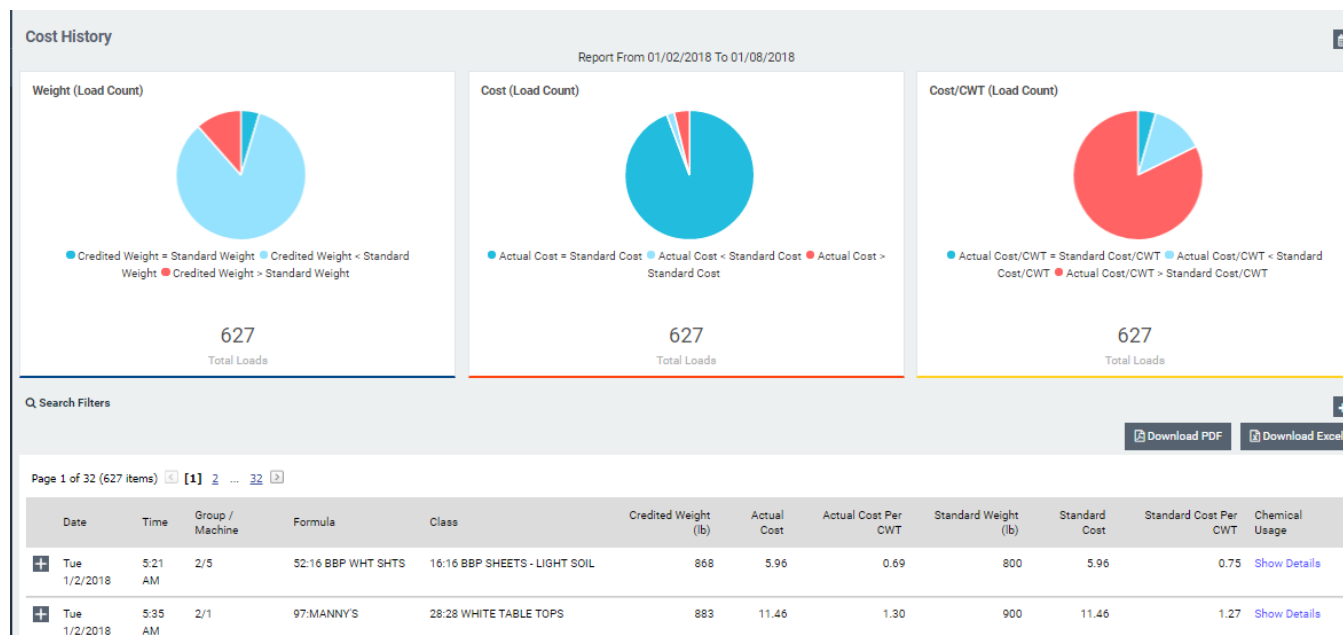 Cost History
Report From 01/02/2018 To 01/08/2018
Weight (Load Count)
Credited Weight = Standard Weight Credited Weight < Standard
Weight Credited Weight > Standard Weight
627
Total Loads
Cost (Load Count)
Actual Cost = Standard Cost Actual Cost < Standard Cost Actual Cost >
Standard Cost
627
Total Loads
Cost/CWT (Load Count)
Actual Cost/CWT = Standard Cost/CWT Actual Cost/CWT < Standard
Cost/CWT Actual Cost/CWT > Standard Cost/CWT
627
Total Loads
Search Filters
Download PDF Download Excel
Page 1 of 32 (627 items) [1] 2 ... 32
Date Time Group / Machine Formula Class Credited Weight (lb) Actual Cost Actual Cost Per CWT Standard Weight (lb) Standard Cost Standard Cost Per CWT Chemical Usage
Tue 1/2/2018 5:21 AM 2/5 52:16 BBP WHT SHTS 16:16 BBP SHEETS - LIGHT SOIL 868 5.96 0.69 800 5.96 0.75 Show Details
Tue 1/2/2018 5:35 AM 2/1 97:MANNY'S 28:28 WHITE TABLE TOPS 883 11.46 1.30 900 11.46 1.27 Show Details